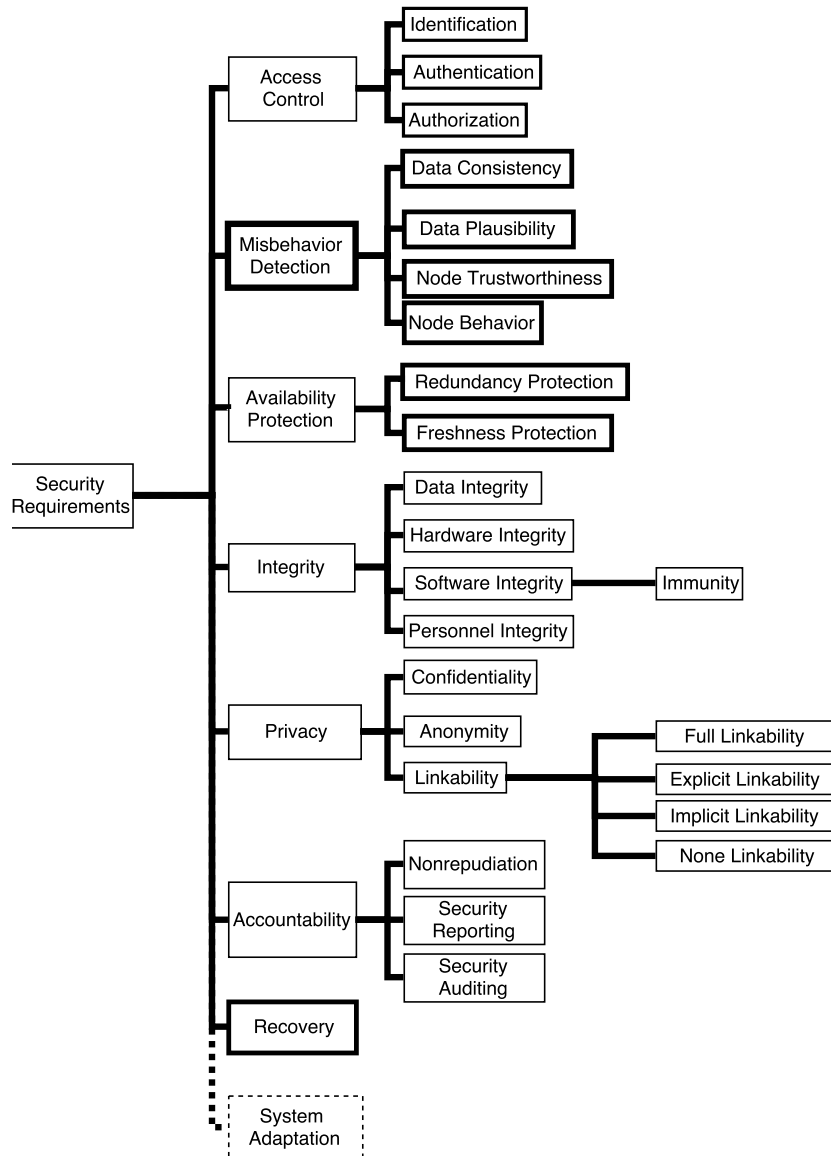 Security
Requirements
Access
Control
Identification
Authentication
Authorization
Misbehavior
Detection
Data Consistency
Data Plausibility
Node Trustworthiness
Node Behavior
Availability
Protection
Redundancy Protection
Freshness Protection
Integrity
Data Integrity
Hardware Integrity
Software Integrity
Immunity
Personnel Integrity
Privacy
Confidentiality
Anonymity
Linkability
Full Linkability
Explicit Linkability
Implicit Linkability
None Linkability
Accountability
Nonrepudiation
Security
Reporting
Security
Auditing
Recovery
System
Adaptation